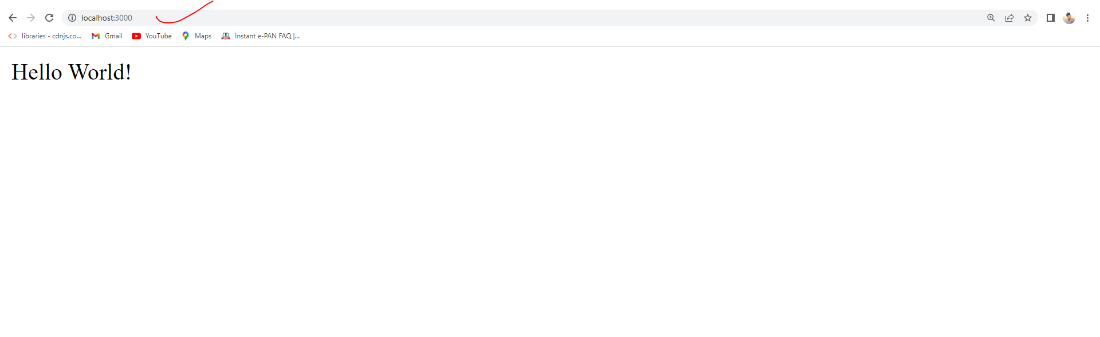 localhost:3000
libraries - cdnjs.co... Gmail YouTube Maps Instant e-PAN FAQ |...
Hello World!